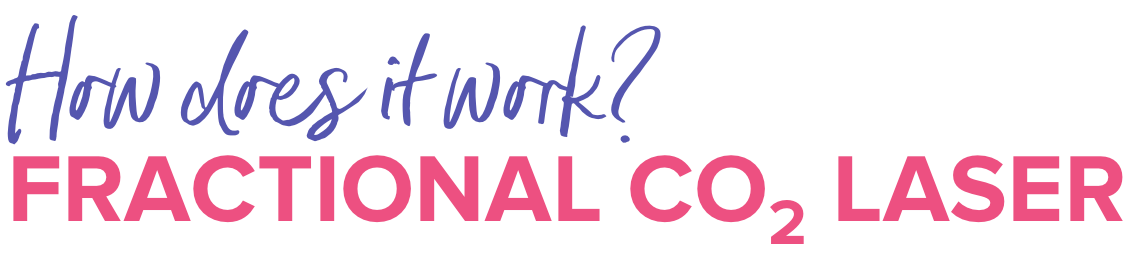 How does it work?
FRACTIONAL CO₂ LASER